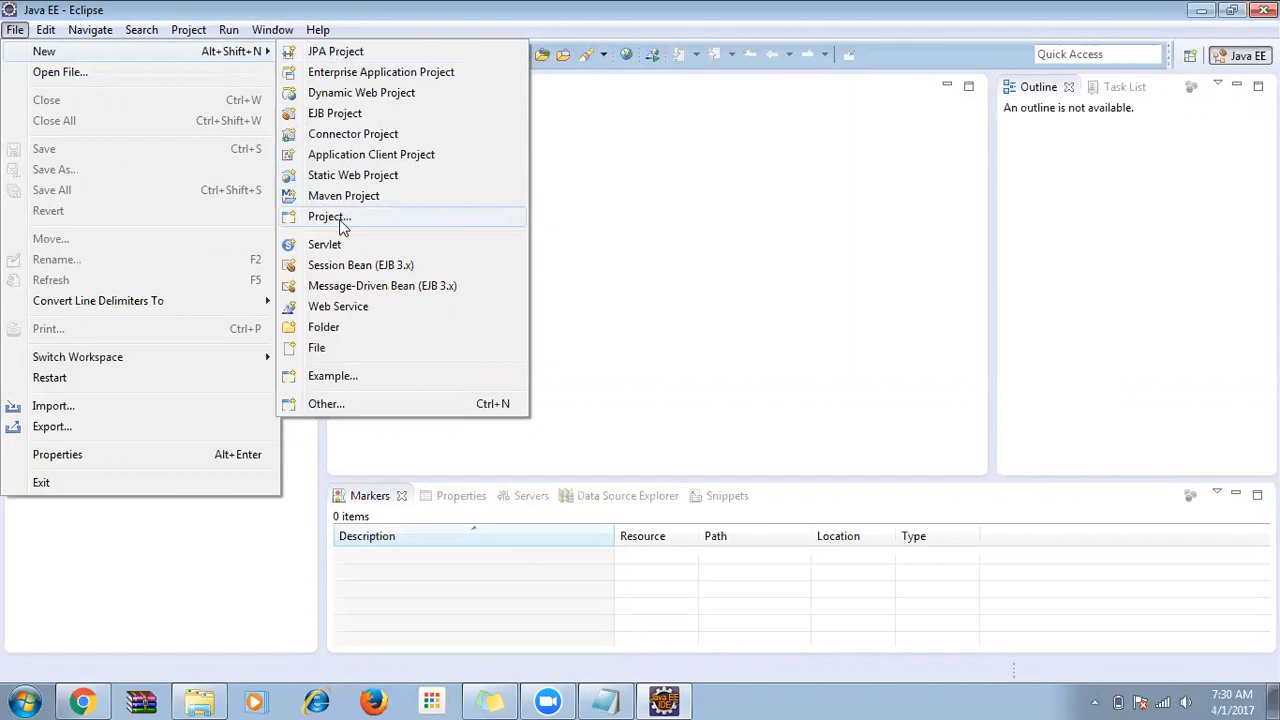 Java EE - Eclipse
File Edit Navigate Search Project Run Window Help
New Alt+Shift+N
Open File...
Close Ctrl+W
Close All Ctrl+Shift+W
Save Ctrl+S
Save As...
Save All Ctrl+Shift+S
Revert
Move...
Rename... F2
Refresh F5
Convert Line Delimiters To
Print... Ctrl+P
Switch Workspace
Restart
Import...
Export...
Properties Alt+Enter
Exit
JPA Project
Enterprise Application Project
Dynamic Web Project
EJB Project
Connector Project
Application Client Project
Static Web Project
Maven Project
Project...
Servlet
Session Bean (EJB 3.x)
Message-Driven Bean (EJB 3.x)
Web Service
Folder
File
Example...
Other... Ctrl+N
Quick Access
Java EE
Outline Task List
An outline is not available.
Markers Properties Servers Data Source Explorer Snippets
0 items
Description Resource Path Location Type
Java EE
IDE
7:30 AM
4/1/2017